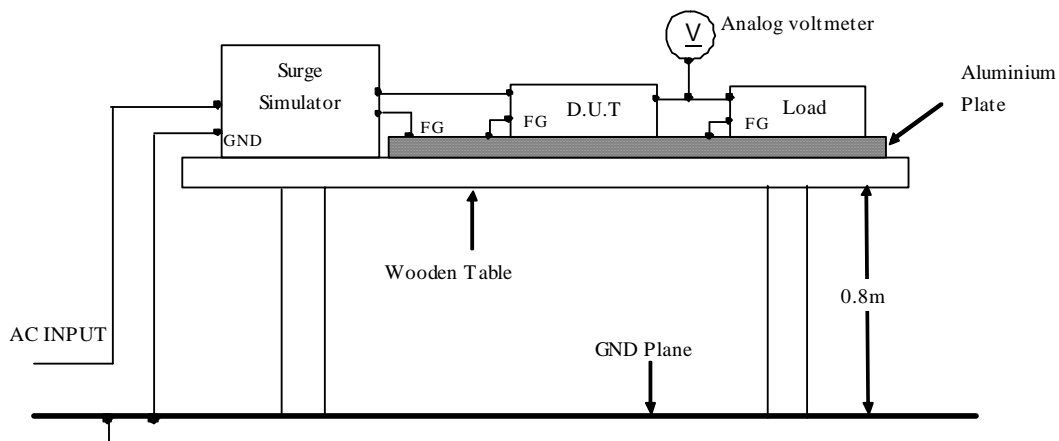 Analog voltmeter
V
Surge
Simulator
D.U.T
Load
Aluminium
Plate
FG
FG
FG
GND
Wooden Table
0.8m
AC INPUT
GND Plane